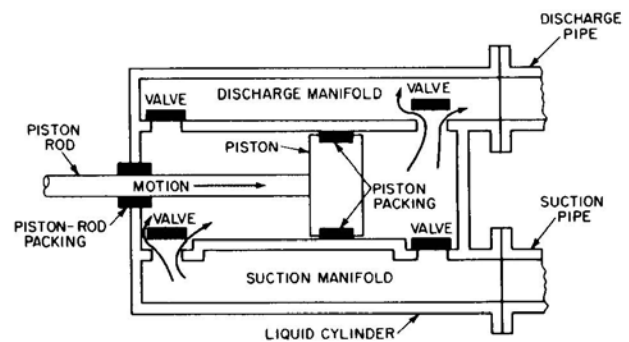 DISCHARGE
PIPE
VALVE
DISCHARGE MANIFOLD
VALVE
PISTON
ROD
PISTON
MOTION
PISTON
PACKING
PISTON-ROD
PACKING
VALVE
VALVE
SUCTION
PIPE
SUCTION MANIFOLD
LIQUID CYLINDER